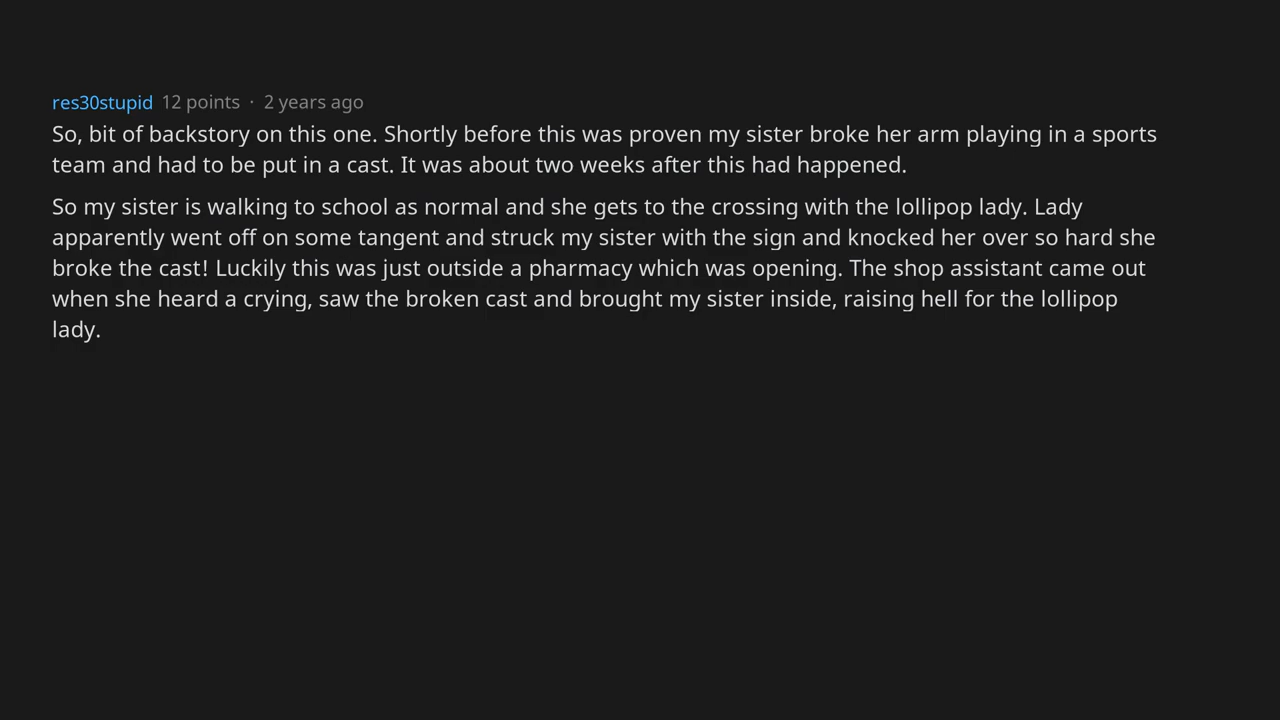 res30stupid 12 points · 2 years ago
So, bit of backstory on this one. Shortly before this was proven my sister broke her arm playing in a sports
team and had to be put in a cast. It was about two weeks after this had happened.
So my sister is walking to school as normal and she gets to the crossing with the lollipop lady. Lady
apparently went off on some tangent and struck my sister with the sign and knocked her over so hard she
broke the cast! Luckily this was just outside a pharmacy which was opening. The shop assistant came out
when she heard a crying, saw the broken cast and brought my sister inside, raising hell for the lollipop
lady.